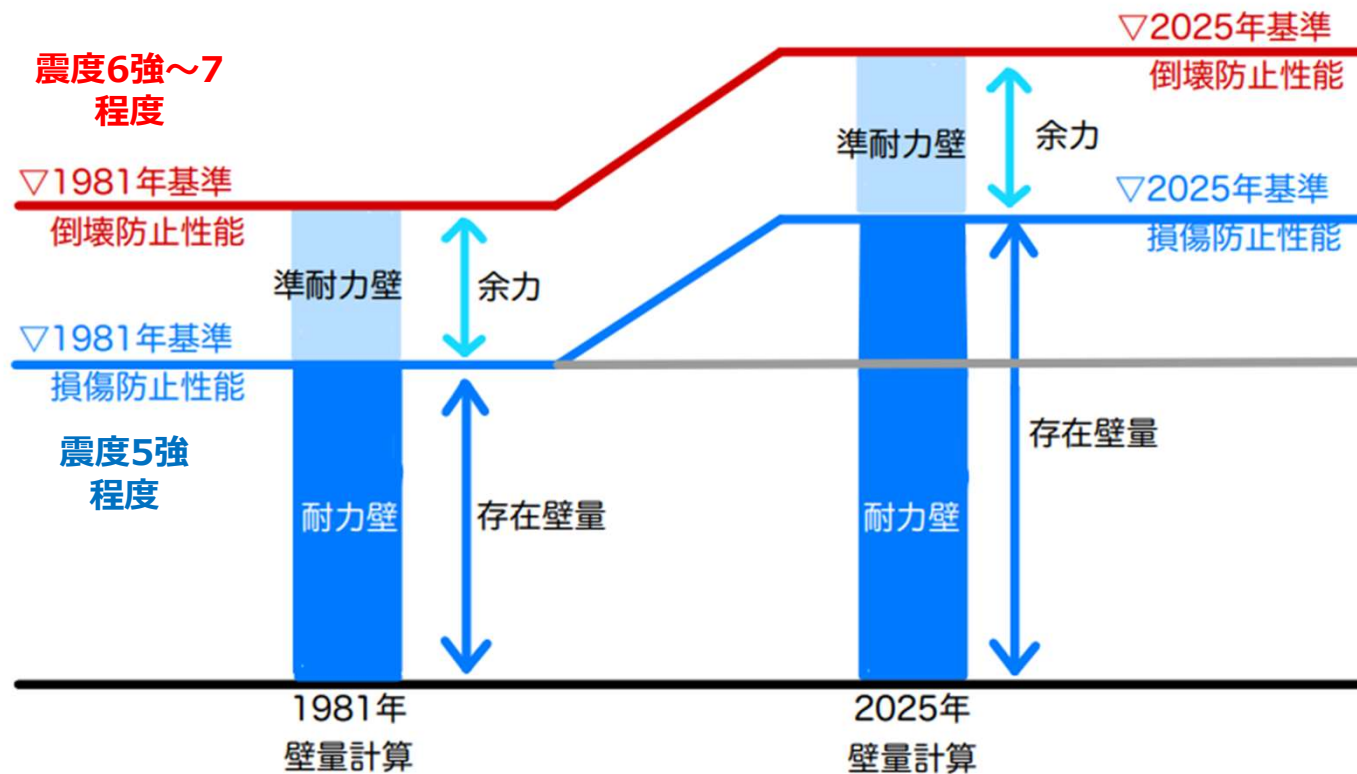 ▽2025年基準
倒壊防止性能
震度6強～7
程度
準耐力壁
余力
▽1981年基準
倒壊防止性能
▽2025年基準
損傷防止性能
準耐力壁
余力
▽1981年基準
損傷防止性能
震度5強
程度
存在壁量
耐力壁
存在壁量
耐力壁
1981年
壁量計算
2025年
壁量計算